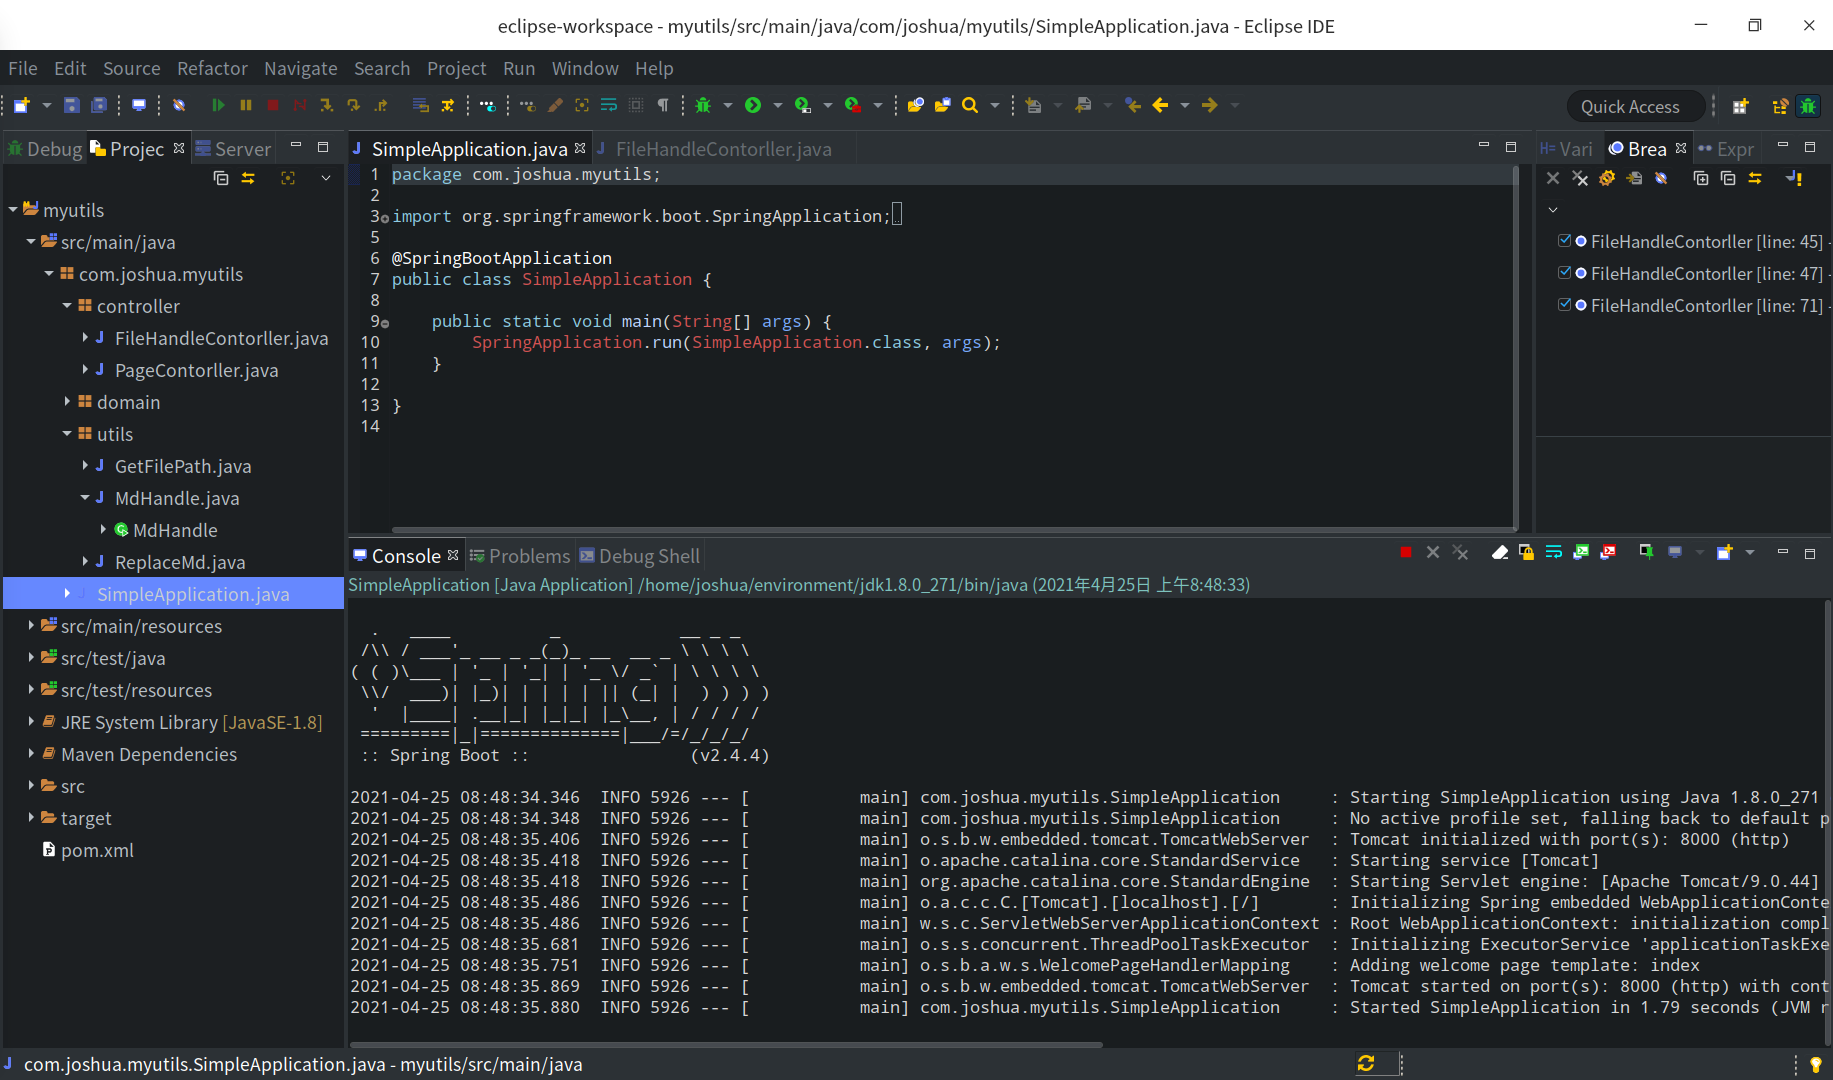 eclipse-workspace - myutils/src/main/java/com/joshua/myutils/SimpleApplication.java - Eclipse IDE
File Edit Source Refactor Navigate Search Project Run Window Help
Quick Access
Debug Projec Server
myutils
src/main/java
com.joshua.myutils
controller
FileHandleContorller.java
PageContorller.java
domain
utils
GetFilePath.java
MdHandle.java
MdHandle
ReplaceMd.java
SimpleApplication.java
src/main/resources
src/test/java
src/test/resources
JRE System Library [JavaSE-1.8]
Maven Dependencies
src
target
pom.xml
SimpleApplication.java FileHandleContorller.java
1 package com.joshua.myutils;
2
3 import org.springframework.boot.SpringApplication;
5
6 @SpringBootApplication
7 public class SimpleApplication {
8
9     public static void main(String[] args) {
10         SpringApplication.run(SimpleApplication.class, args);
11     }
12
13 }
14
Vari Brea Expr
FileHandleContorller [line: 45] -
FileHandleContorller [line: 47] -
FileHandleContorller [line: 71] -
Console Problems Debug Shell
SimpleApplication [Java Application] /home/joshua/environment/jdk1.8.0_271/bin/java (2021年4月25日 上午8:48:33)
  .   ____          _            __ _ _
 /\\ / ___'_ __ _ _(_)_ __  __ _ \ \ \ \
( ( )\___ | '_ | '_| | '_ \/ _` | \ \ \ \
 \\/  ___)| |_)| | | | | || (_| |  ) ) ) )
  '  |____| .__|_| |_|_| |_\__, | / / / /
 =========|_|==============|___/=/_/_/_/
 :: Spring Boot ::                (v2.4.4)
2021-04-25 08:48:34.346  INFO 5926 --- [           main] com.joshua.myutils.SimpleApplication     : Starting SimpleApplication using Java 1.8.0_271
2021-04-25 08:48:34.348  INFO 5926 --- [           main] com.joshua.myutils.SimpleApplication     : No active profile set, falling back to default p
2021-04-25 08:48:35.406  INFO 5926 --- [           main] o.s.b.w.embedded.tomcat.TomcatWebServer  : Tomcat initialized with port(s): 8000 (http)
2021-04-25 08:48:35.418  INFO 5926 --- [           main] o.apache.catalina.core.StandardService   : Starting service [Tomcat]
2021-04-25 08:48:35.418  INFO 5926 --- [           main] org.apache.catalina.core.StandardEngine  : Starting Servlet engine: [Apache Tomcat/9.0.44]
2021-04-25 08:48:35.486  INFO 5926 --- [           main] o.a.c.c.C.[Tomcat].[localhost].[/]       : Initializing Spring embedded WebApplicationConte
2021-04-25 08:48:35.486  INFO 5926 --- [           main] w.s.c.ServletWebServerApplicationContext : Root WebApplicationContext: initialization compl
2021-04-25 08:48:35.681  INFO 5926 --- [           main] o.s.s.concurrent.ThreadPoolTaskExecutor  : Initializing ExecutorService 'applicationTaskExe
2021-04-25 08:48:35.751  INFO 5926 --- [           main] o.s.b.a.w.s.WelcomePageHandlerMapping    : Adding welcome page template: index
2021-04-25 08:48:35.869  INFO 5926 --- [           main] o.s.b.w.embedded.tomcat.TomcatWebServer  : Tomcat started on port(s): 8000 (http) with cont
2021-04-25 08:48:35.880  INFO 5926 --- [           main] com.joshua.myutils.SimpleApplication     : Started SimpleApplication in 1.79 seconds (JVM r
com.joshua.myutils.SimpleApplication.java - myutils/src/main/java